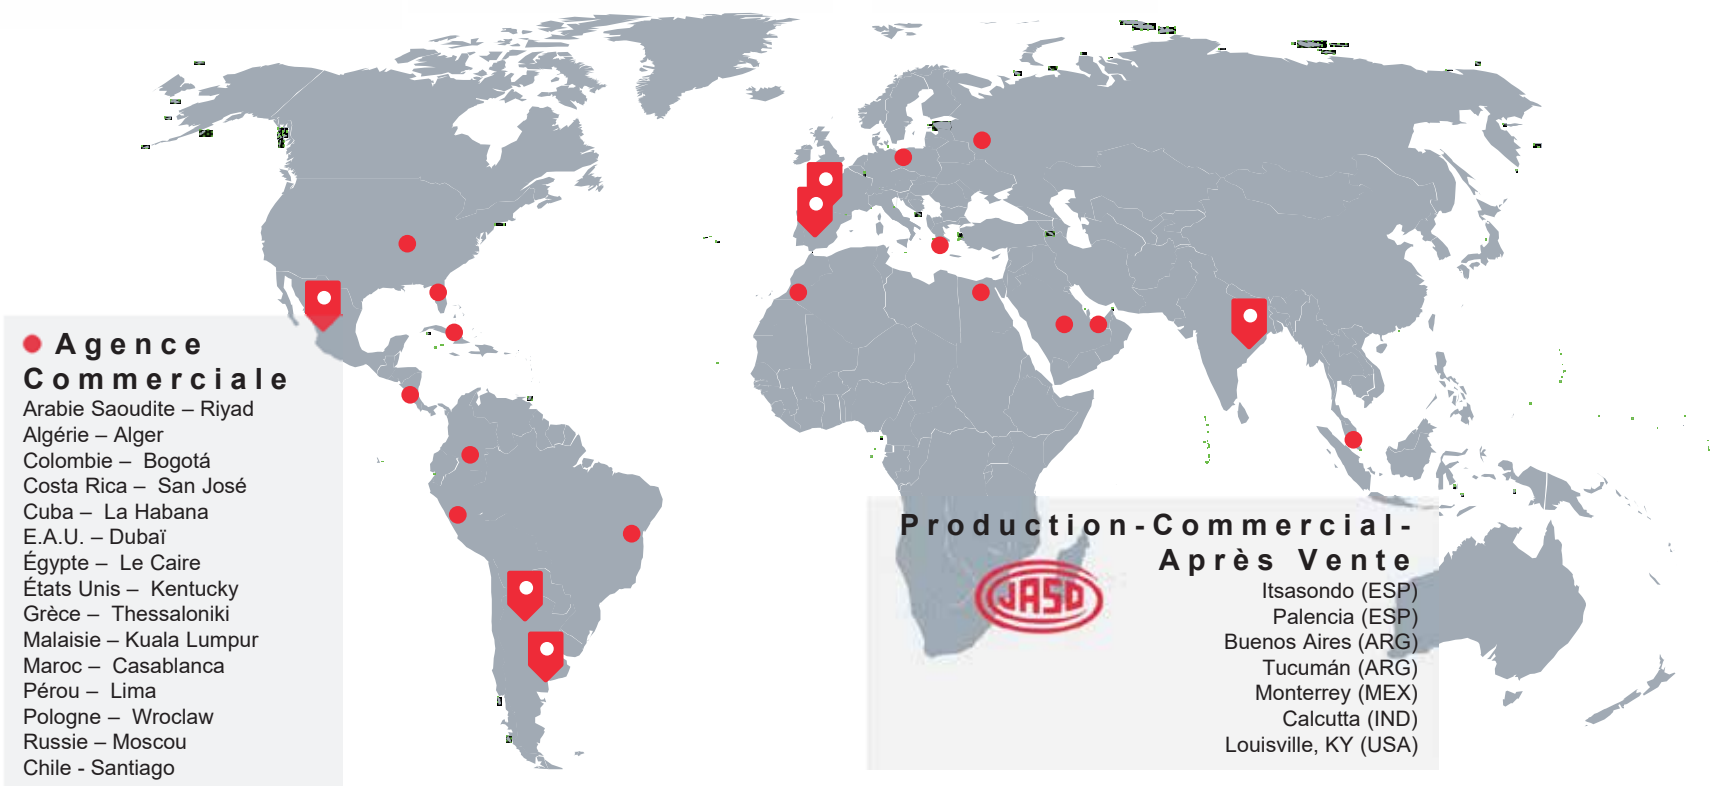 Agence
Commerciale
Arabie Saoudite – Riyad
Algérie – Alger
Colombie – Bogotá
Costa Rica – San José
Cuba – La Habana
E.A.U. – Dubaï
Égypte – Le Caire
États Unis – Kentucky
Grèce – Thessaloniki
Malaisie – Kuala Lumpur
Maroc – Casablanca
Pérou – Lima
Pologne – Wroclaw
Russie – Moscou
Chile - Santiago
Production-Commercial-
Après Vente
JASO
Itsasondo (ESP)
Palencia (ESP)
Buenos Aires (ARG)
Tucumán (ARG)
Monterrey (MEX)
Calcutta (IND)
Louisville, KY (USA)